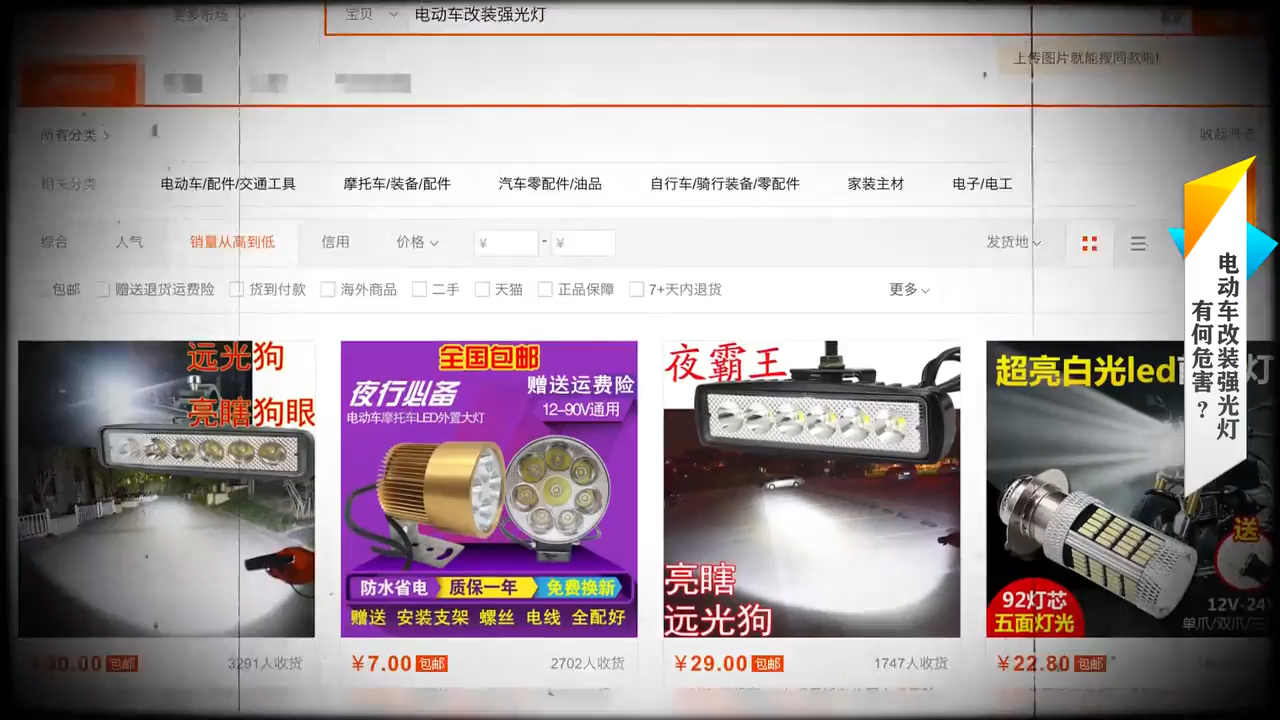 更多市场
宝贝
电动车改装强光灯
上传图片就能搜同款啦!
所有分类 >
相关分类
电动车/配件/交通工具
摩托车/装备/配件
汽车零配件/油品
自行车/骑行装备/零配件
家装主材
电子/电工
综合
人气
销量从高到低
信用
价格
¥ - ¥
发货地
包邮
赠送退货运费险
货到付款
海外商品
二手
天猫
正品保障
7+天内退货
更多
电动车改装强光灯
有何危害?
远光狗
亮瞎狗眼
全国包邮
夜行必备
赠送运费险
电动车摩托车LED外置大灯
12-90V通用
防水省电
质保一年
免费换新
赠送 安装支架 螺丝 电线 全配好
夜霸王
亮瞎
远光狗
超亮白光led
灯
送
92灯芯
五面灯光
12V-24
单爪/双爪/三
¥30.00 包邮
3291人收货
¥7.00 包邮
2702人收货
¥29.00 包邮
1747人收货
¥22.80 包邮